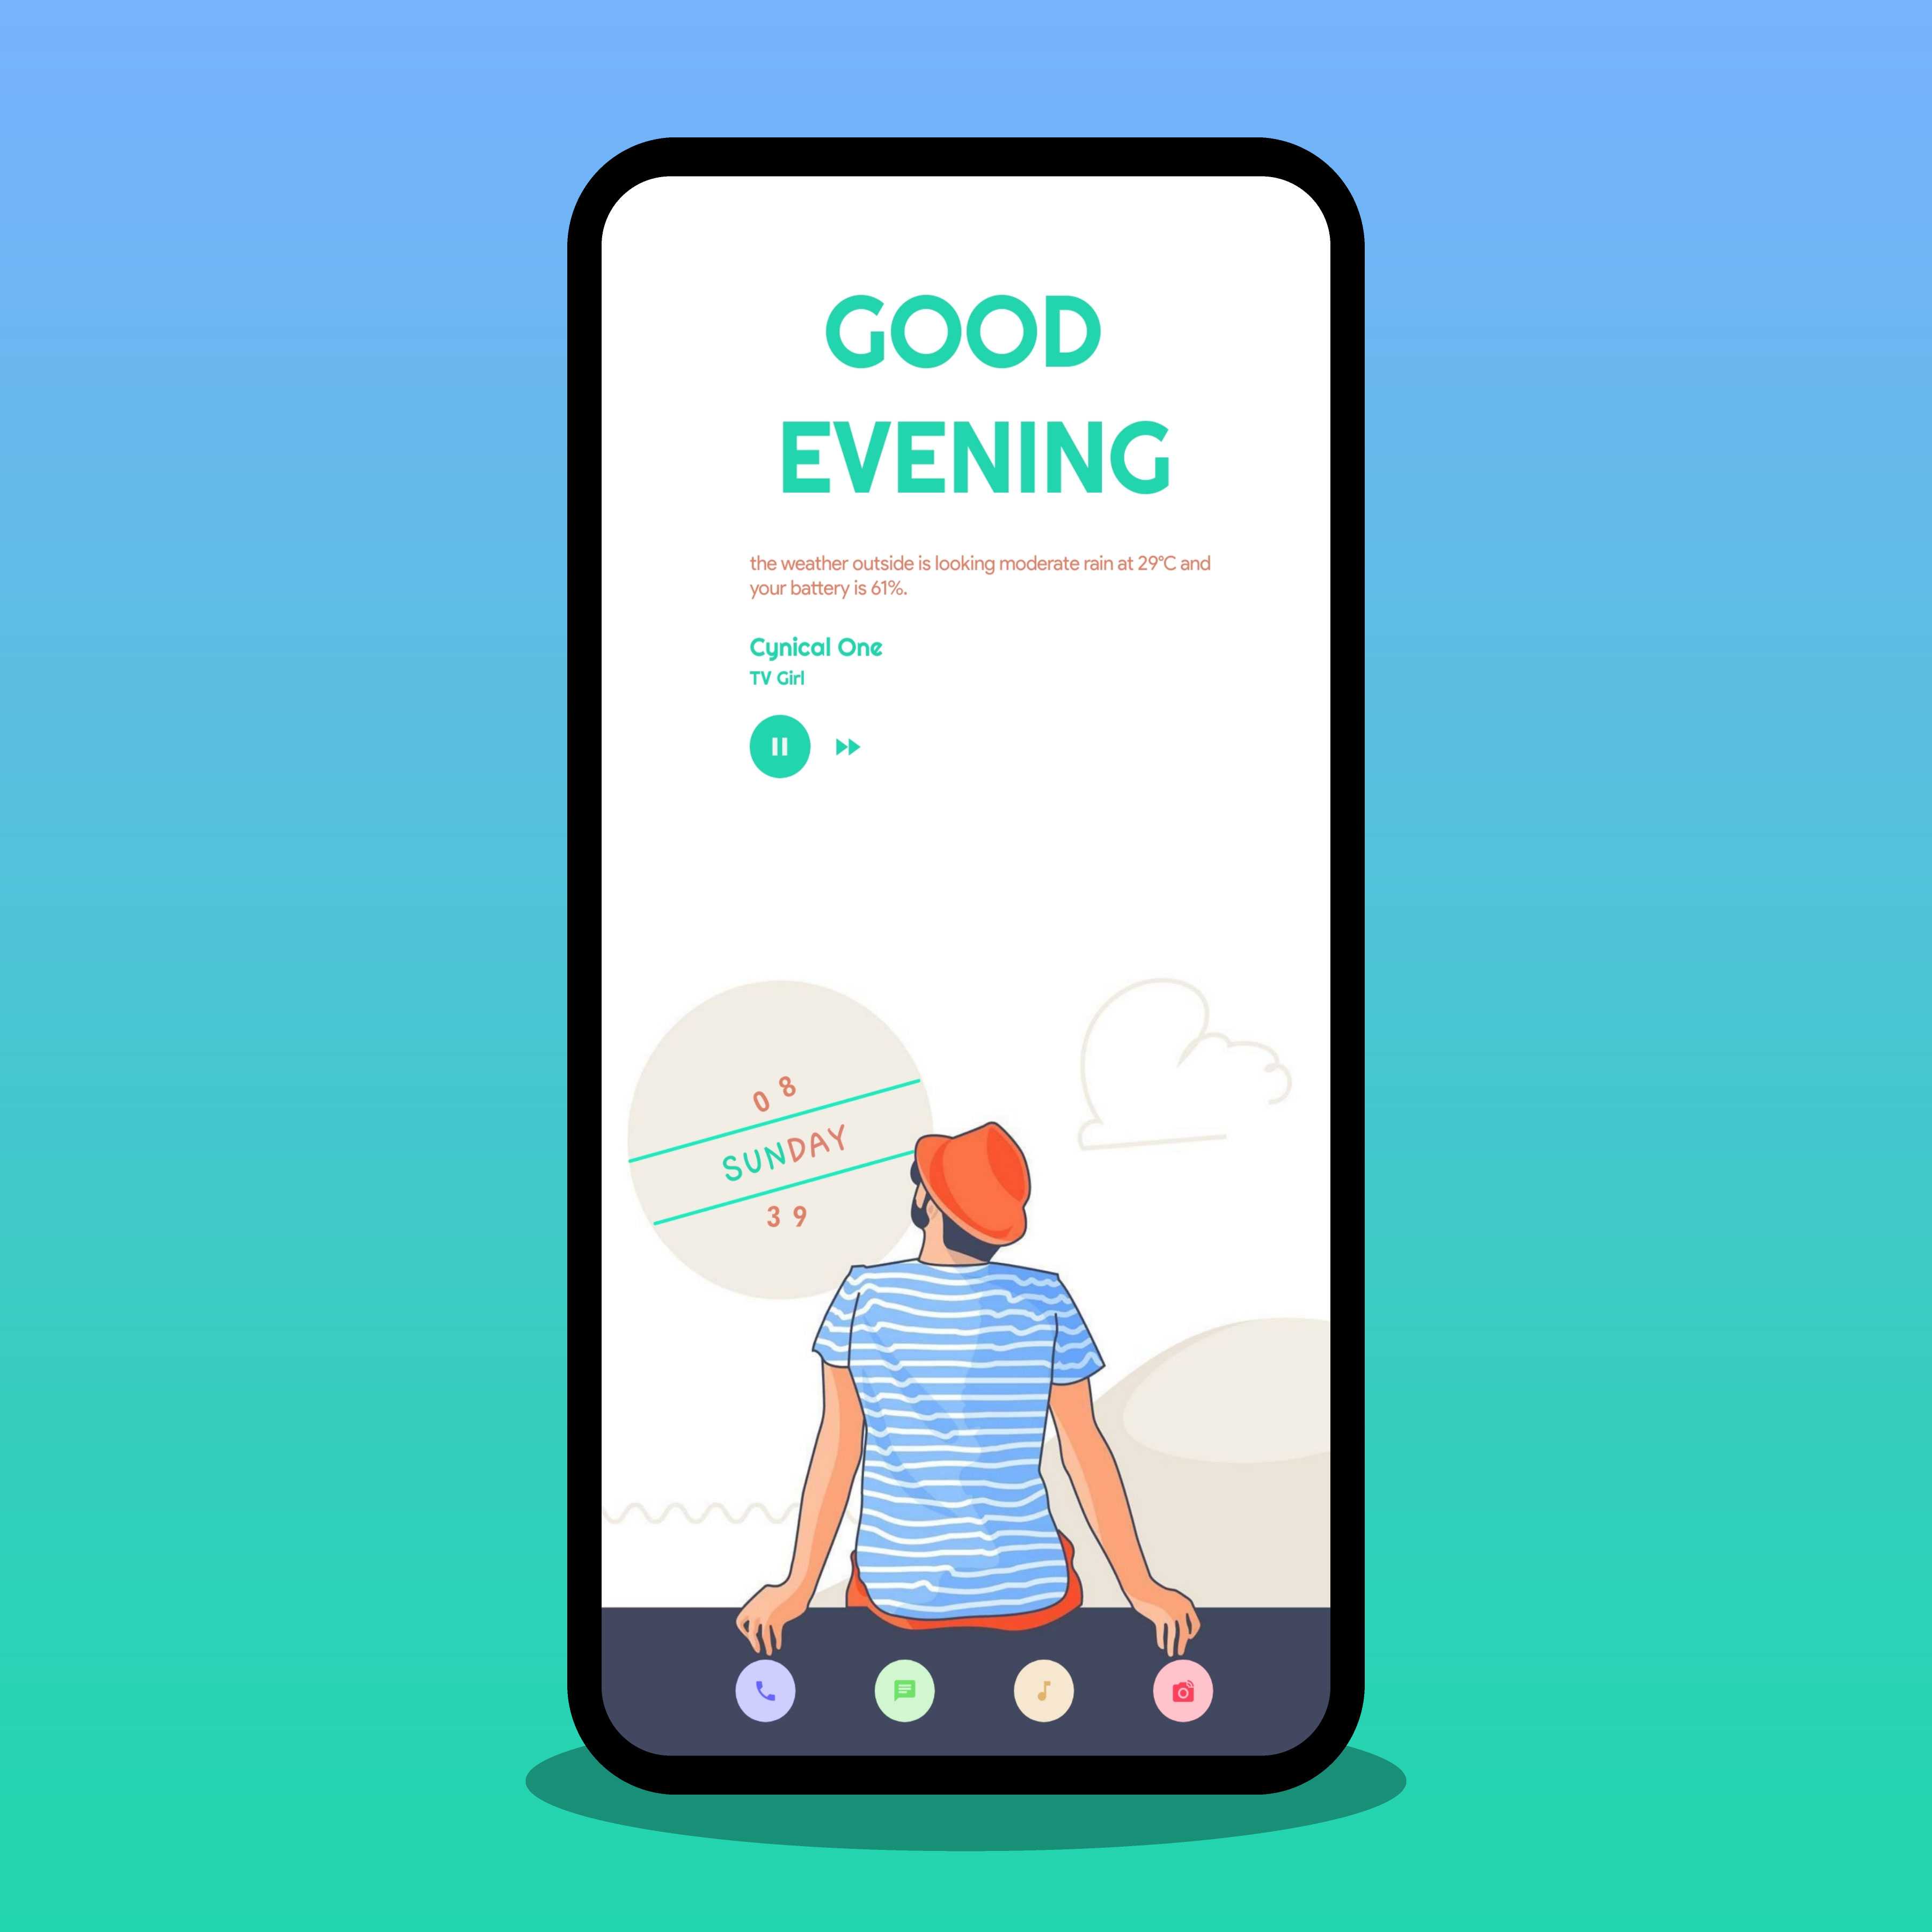 GOOD
EVENING
the weather outside is looking moderate rain at 29°C and
your battery is 61%.
Cynical One
TV Girl
08
SUNDAY
39